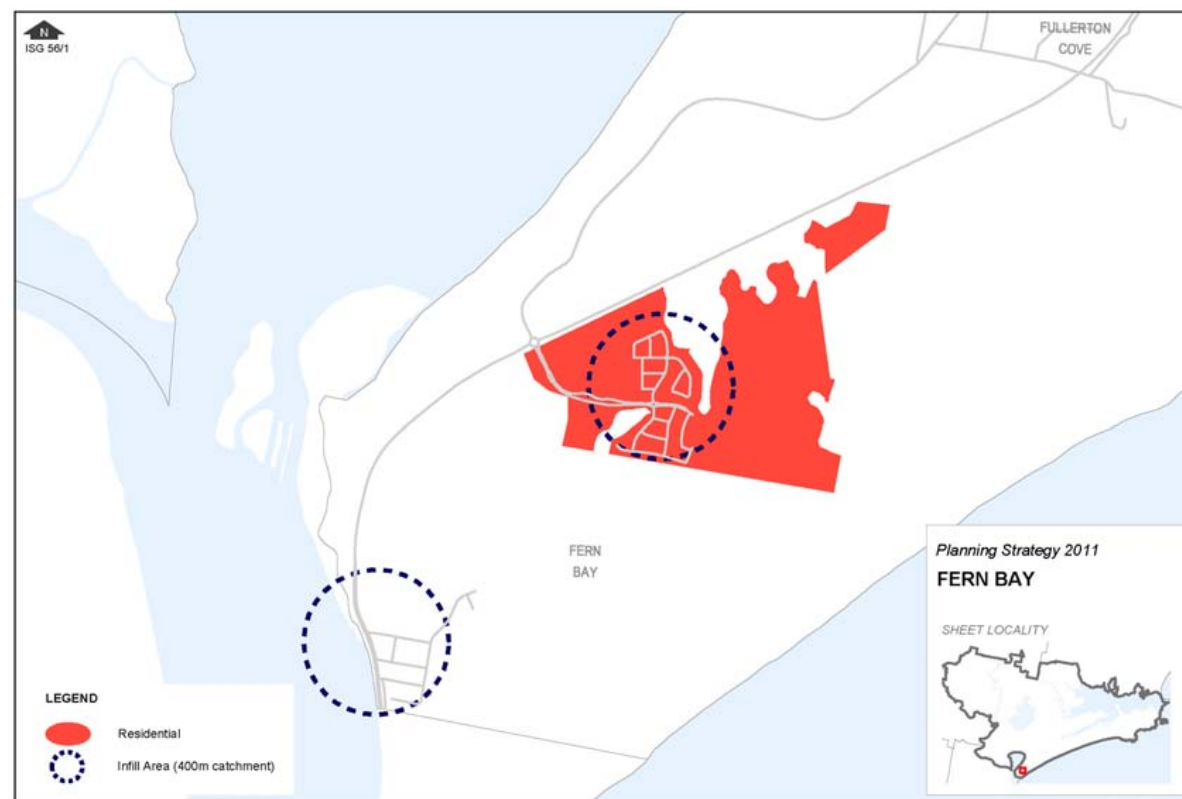 N
ISG 56/1
FULLERTON
COVE
FERN
BAY
Planning Strategy 2011
FERN BAY
SHEET LOCALITY
LEGEND
Residential
Infill Area (400m catchment)